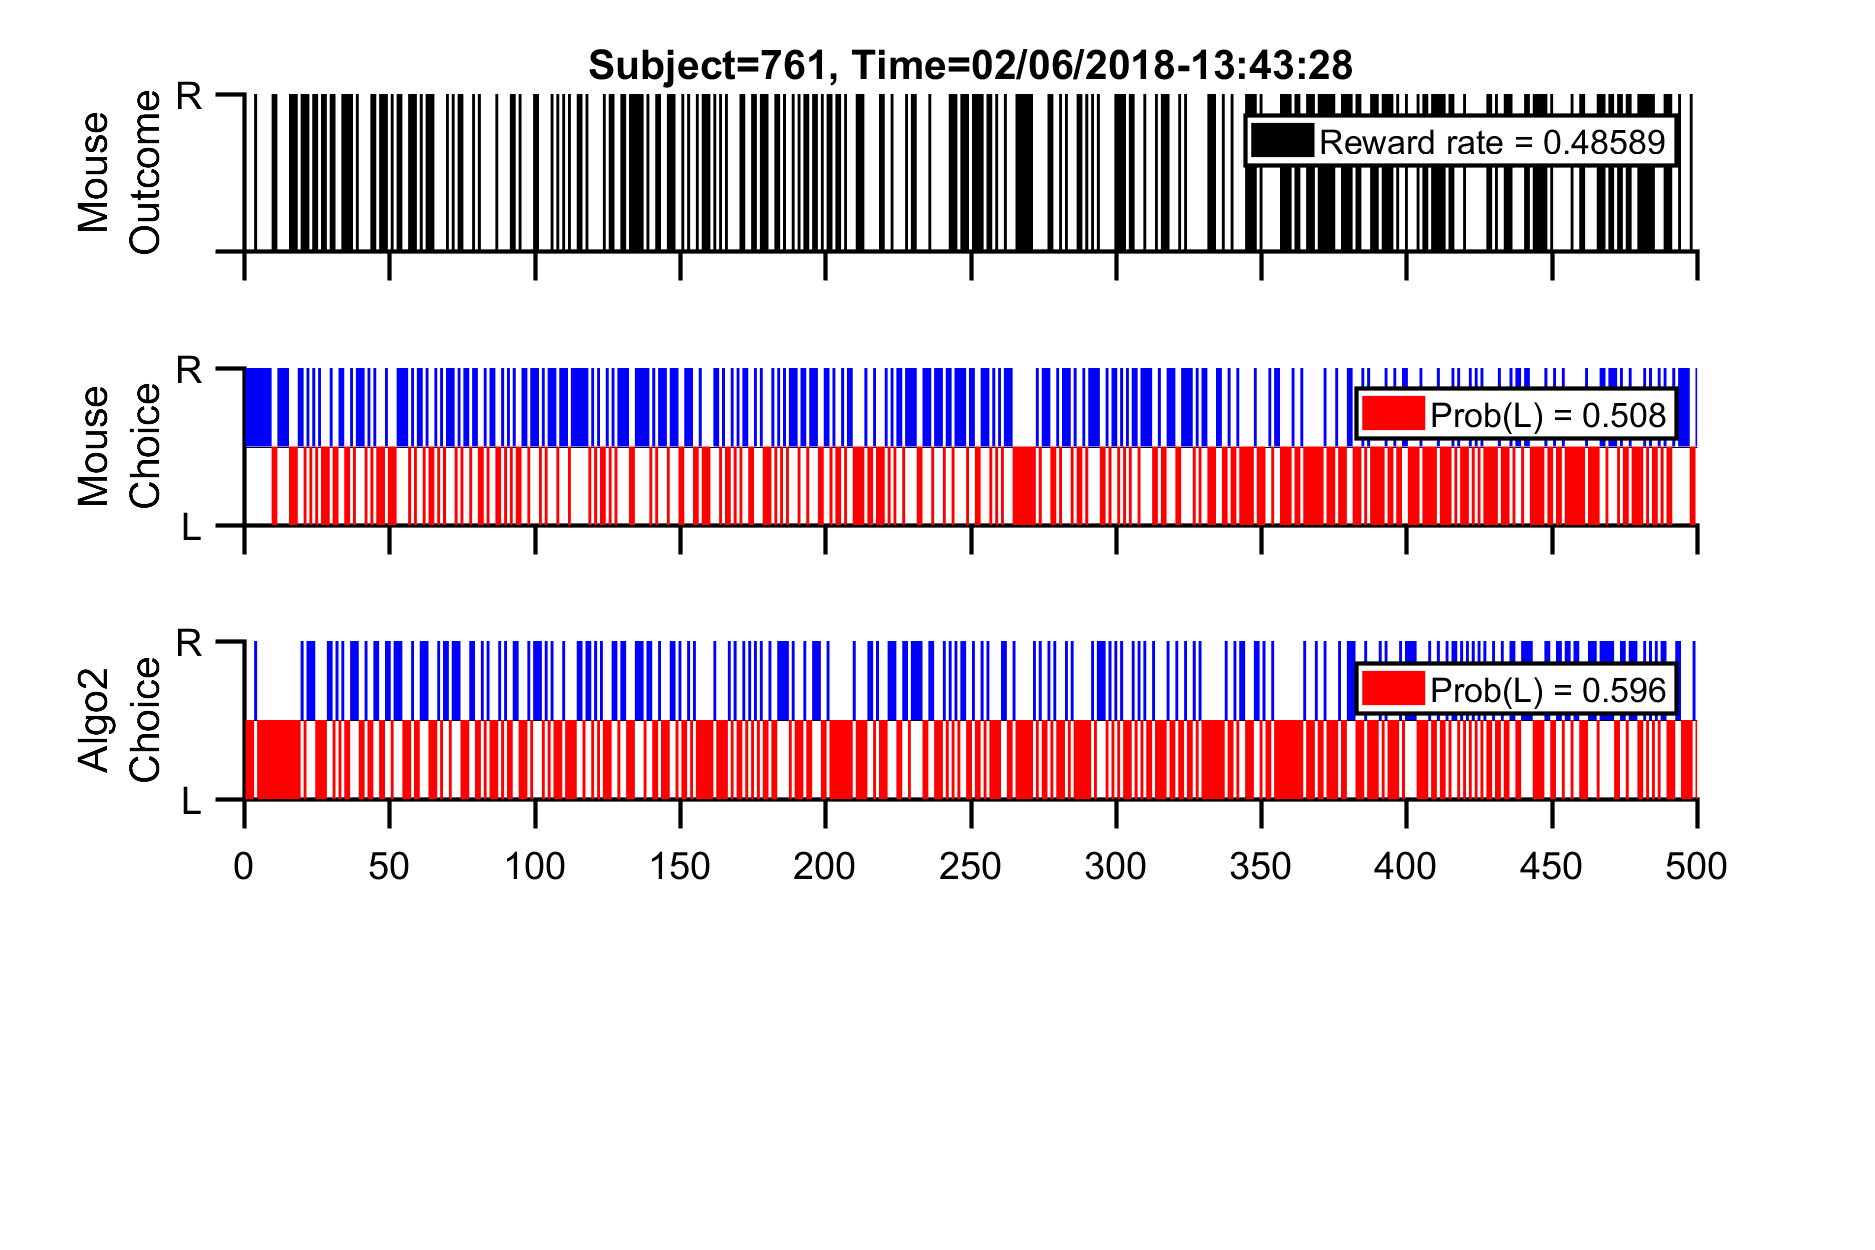 Subject=761, Time=02/06/2018-13:43:28
Mouse
Outcome
R
Reward rate = 0.48589
Mouse
Choice
R
L
Prob(L) = 0.508
Algo2
Choice
R
L
Prob(L) = 0.596
0 50 100 150 200 250 300 350 400 450 500